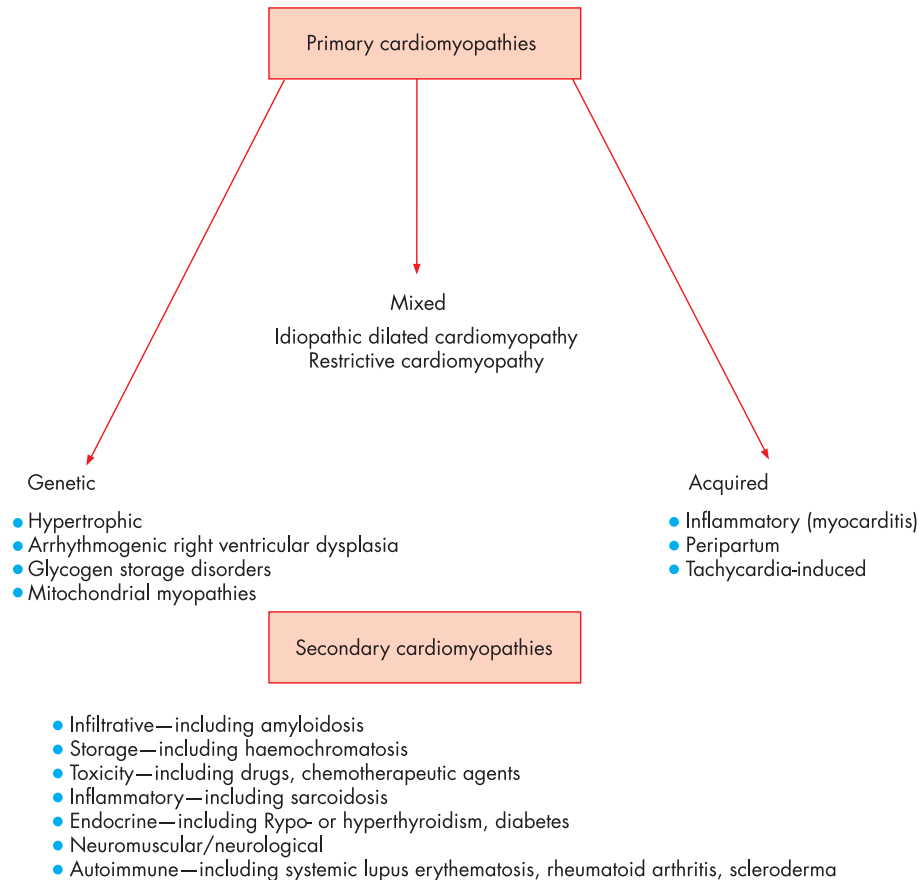 Primary cardiomyopathies
Mixed
Idiopathic dilated cardiomyopathy
Restrictive cardiomyopathy
Genetic
Hypertrophic
Arrhythmogenic right ventricular dysplasia
Glycogen storage disorders
Mitochondrial myopathies
Acquired
Inflammatory (myocarditis)
Peripartum
Tachycardia-induced
Secondary cardiomyopathies
Infiltrative—including amyloidosis
Storage—including haemochromatosis
Toxicity—including drugs, chemotherapeutic agents
Inflammatory—including sarcoidosis
Endocrine—including Rypo- or hyperthyroidism, diabetes
Neuromuscular/neurological
Autoimmune—including systemic lupus erythematosis, rheumatoid arthritis, scleroderma